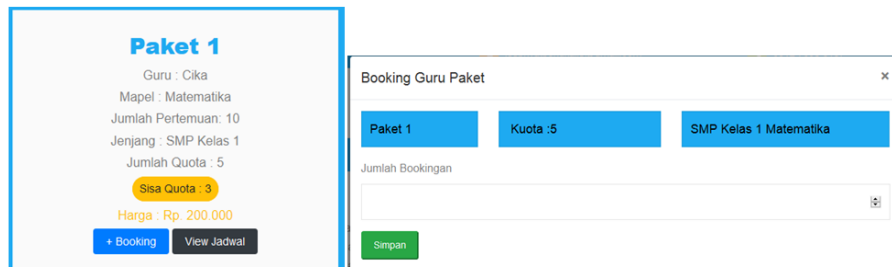 Paket 1
Guru : Cika
Mapel : Matematika
Jumlah Pertemuan: 10
Jenjang : SMP Kelas 1
Jumlah Quota : 5
Sisa Quota : 3
Harga : Rp. 200.000
+ Booking View Jadwal
Booking Guru Paket ×
Paket 1 Kuota :5 SMP Kelas 1 Matematika
Jumlah Bookingan
Simpan